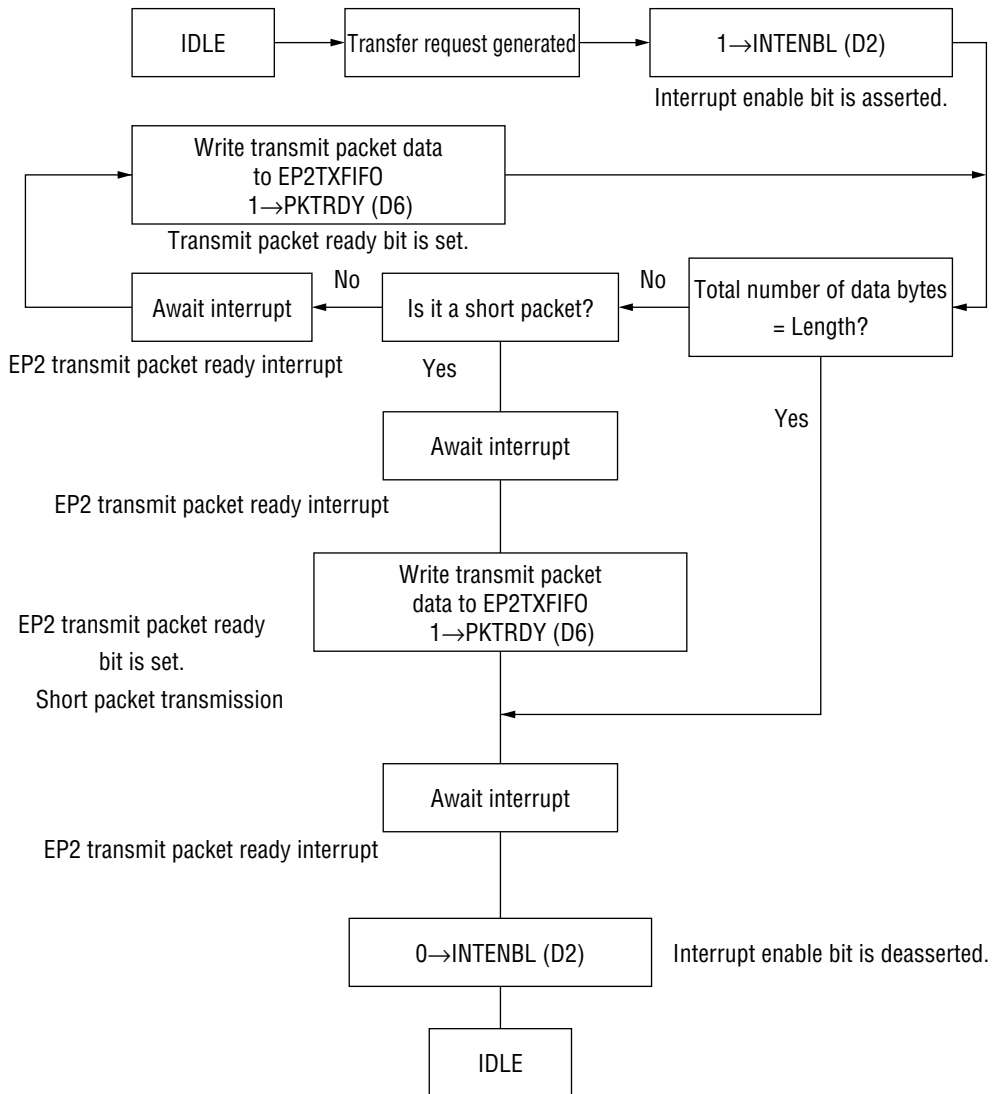 IDLE
Transfer request generated
1→INTENBL (D2)
Interrupt enable bit is asserted.
Write transmit packet data
to EP2TXFIFO
1→PKTRDY (D6)
Transmit packet ready bit is set.
Await interrupt
No
Is it a short packet?
No
Total number of data bytes
= Length?
EP2 transmit packet ready interrupt
Yes
Yes
Await interrupt
EP2 transmit packet ready interrupt
Write transmit packet
data to EP2TXFIFO
1→PKTRDY (D6)
EP2 transmit packet ready
bit is set.
Short packet transmission
Await interrupt
EP2 transmit packet ready interrupt
0→INTENBL (D2)
Interrupt enable bit is deasserted.
IDLE